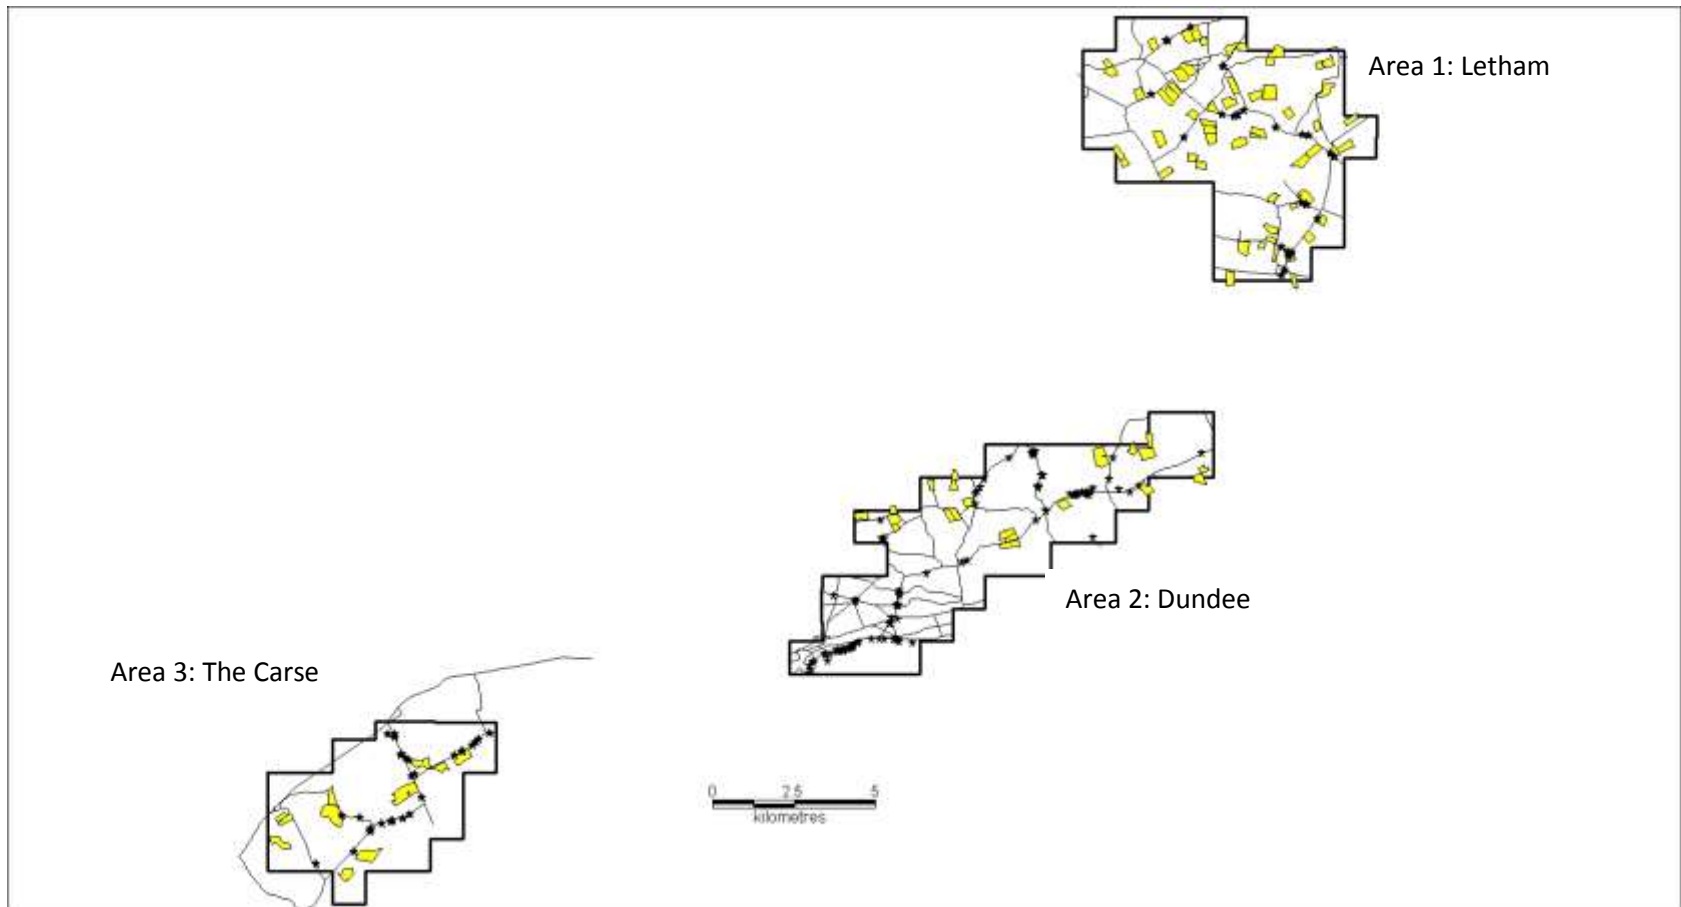 Area 1: Letham
Area 2: Dundee
Area 3: The Carse
0 2.5 5
kilometres